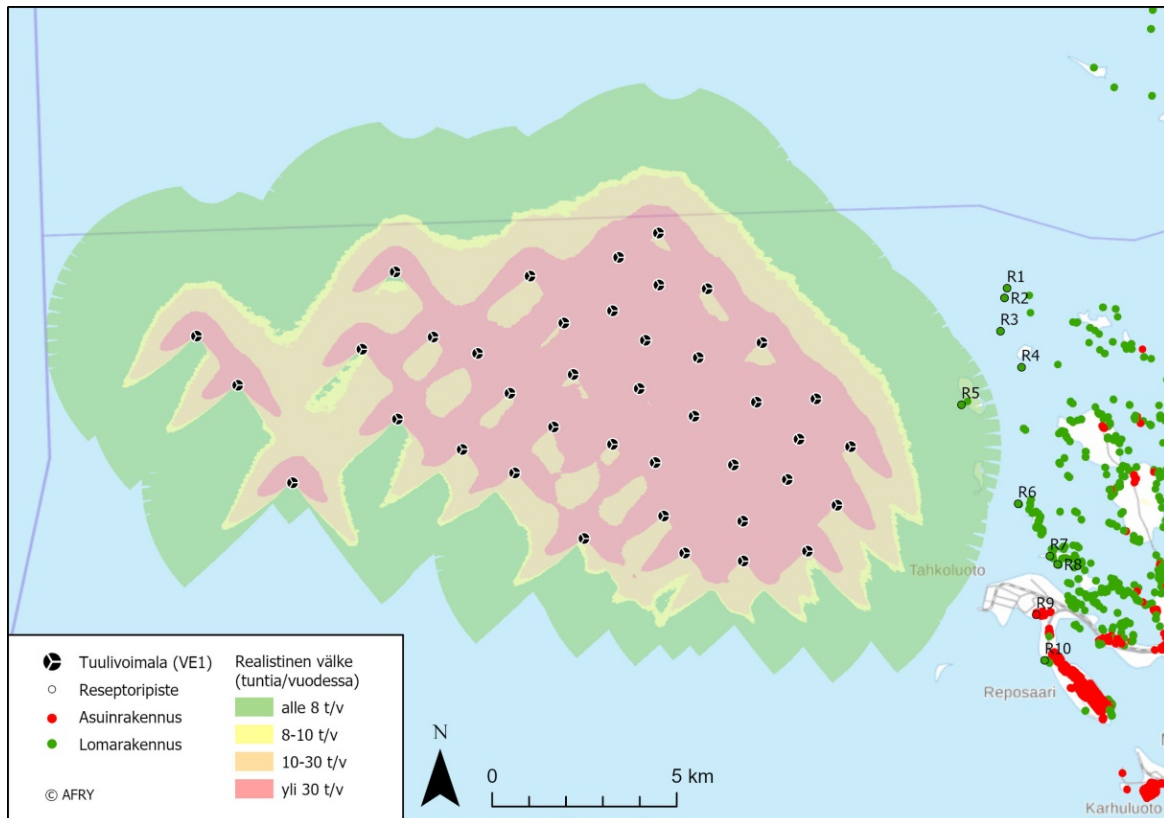 R1
R2
R3
R4
R5
R6
R7
R8
Tahkoluoto
R9
R10
Reposaari
Karhuluoto
Tuulivoimala (VE1)
Reseptoripiste
Asuinrakennus
Lomarakennus
© AFRY
Realistinen välke
(tuntia/vuodessa)
alle 8 t/v
8-10 t/v
10-30 t/v
yli 30 t/v
N
0 5 km